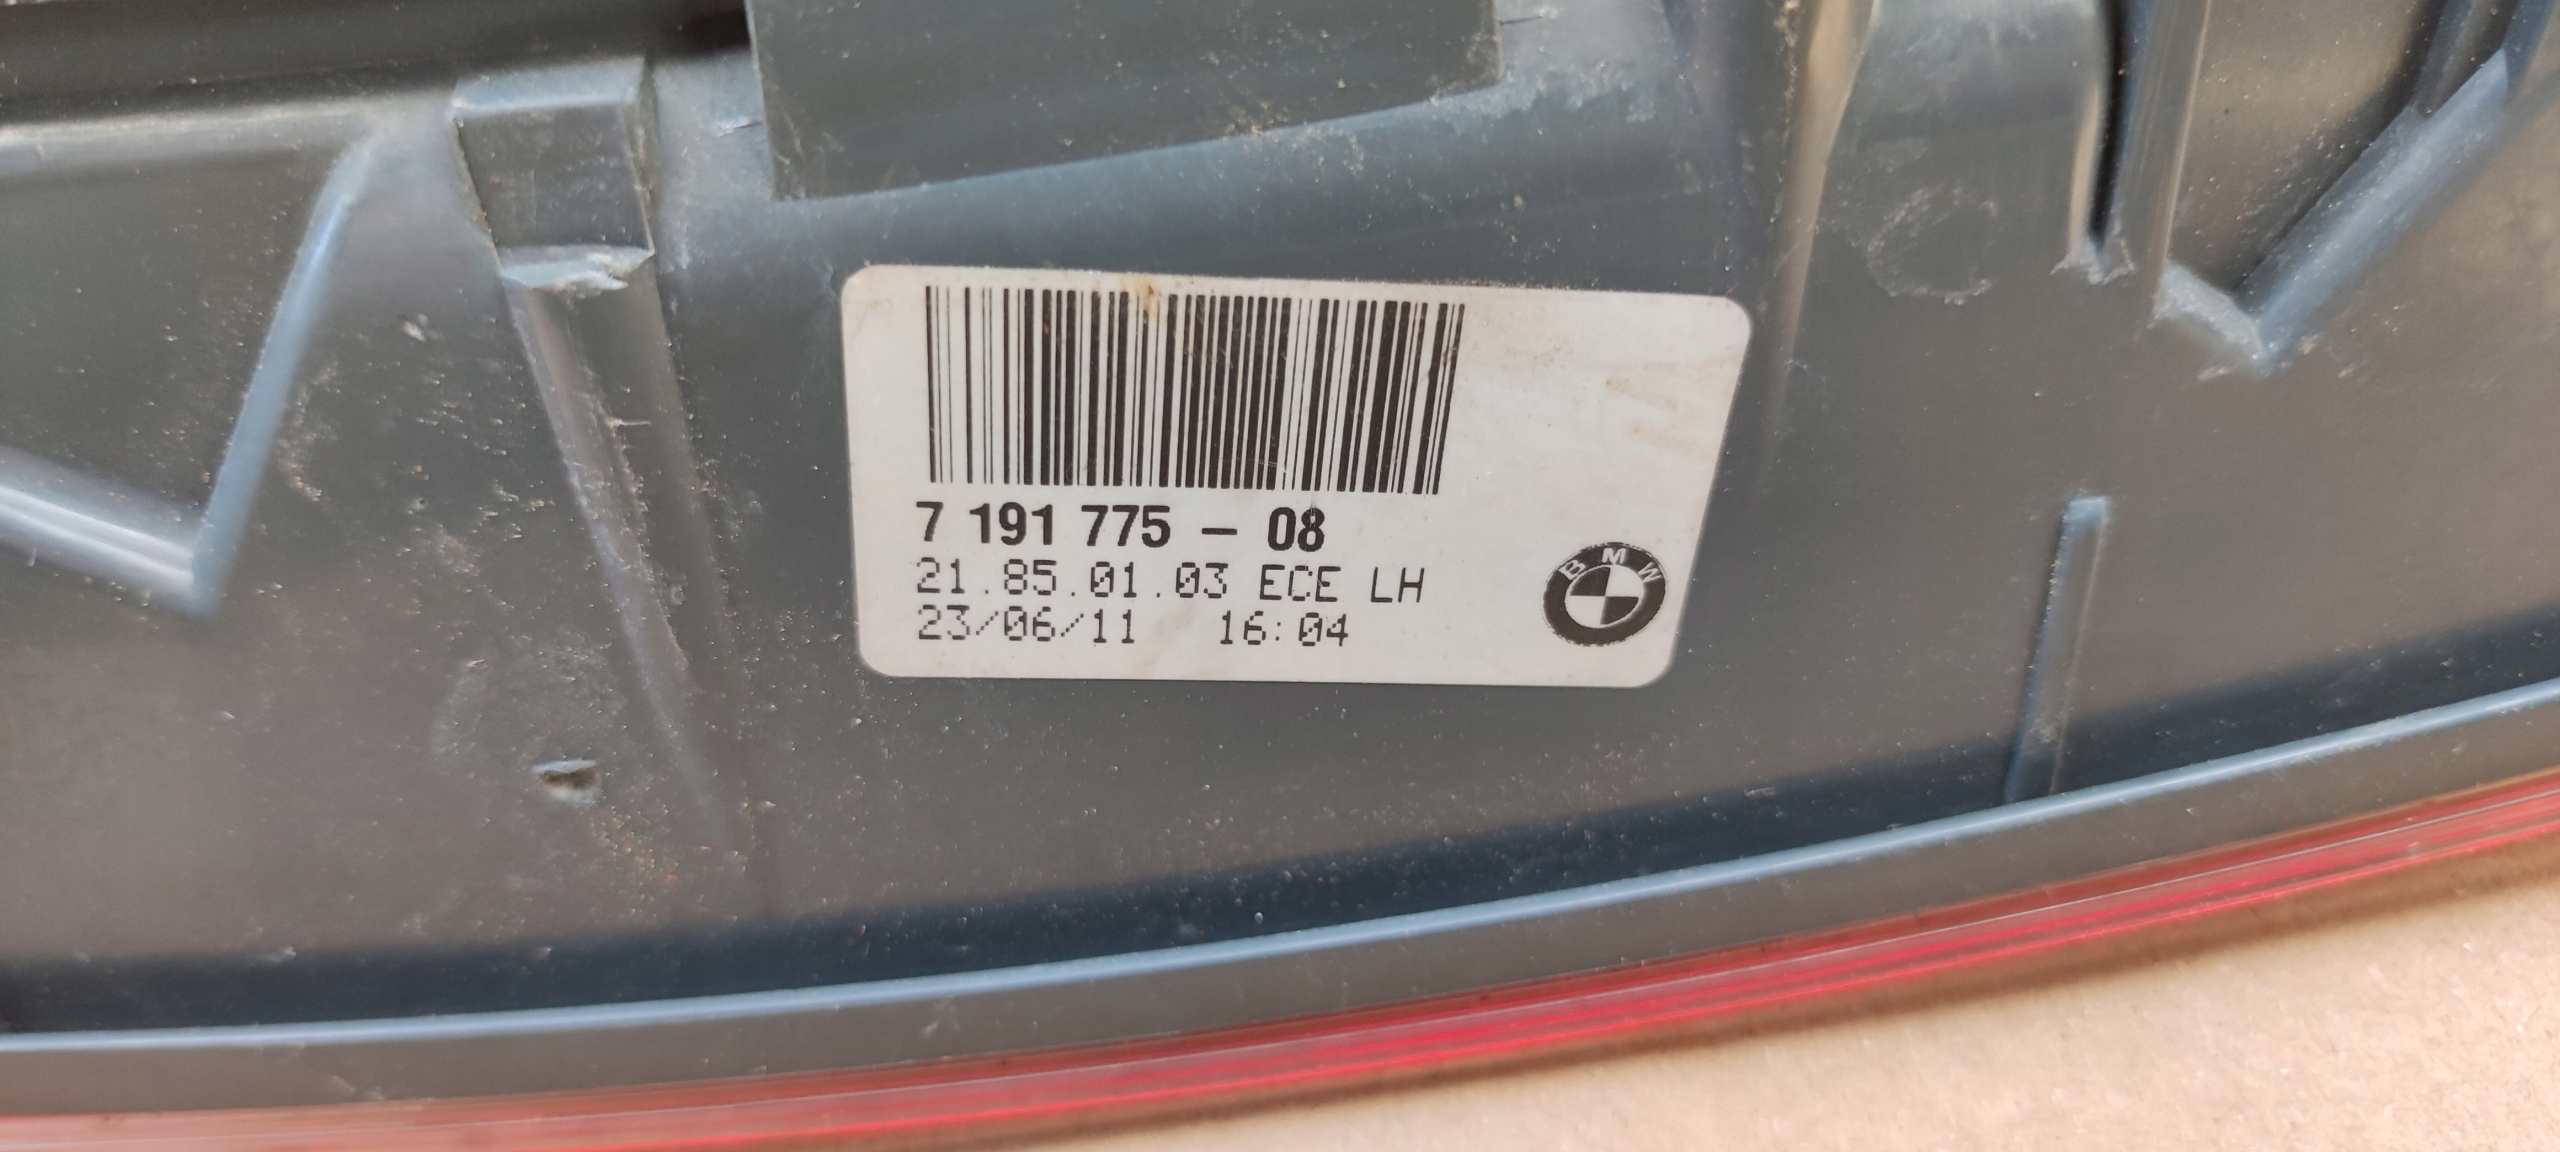 7 191 775 - 08
21.85.01.03 ECE LH
23/06/11 16:04
BMW